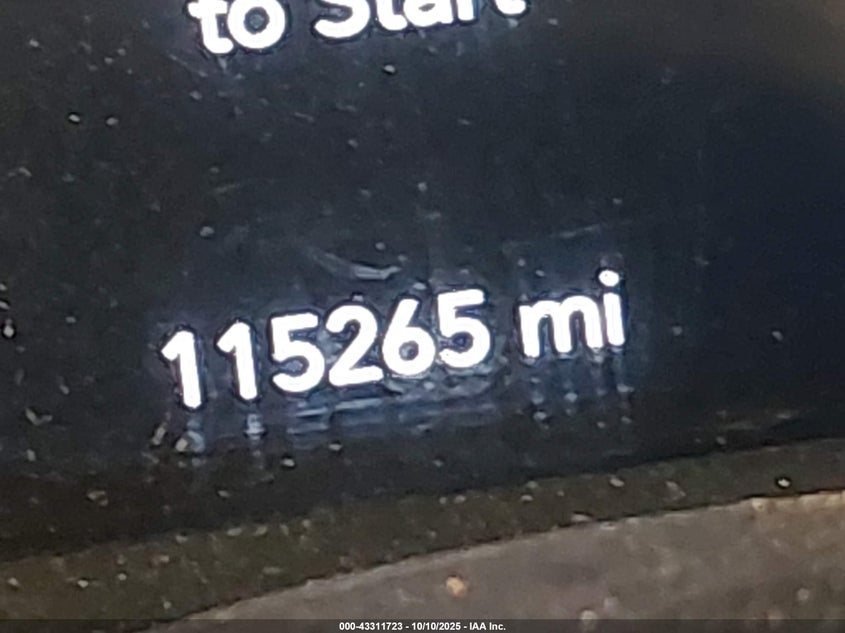 to Start
115265 mi
000-43311723 - 10/10/2025 - IAA Inc.